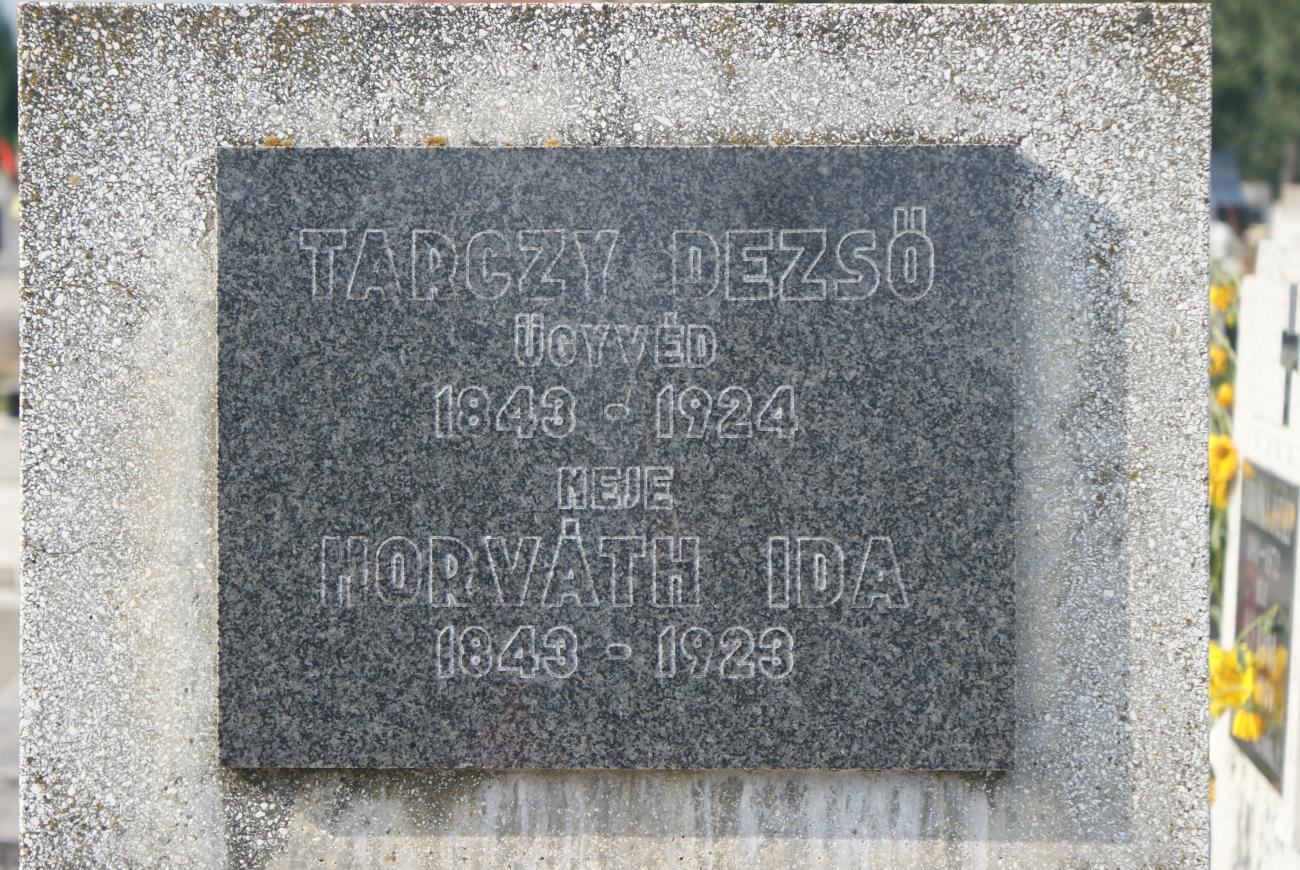 TARCZY DEZSŐ
ÜGYVÉD
1843 - 1924
NEJE
HORVÁTH IDA
1843 - 1923